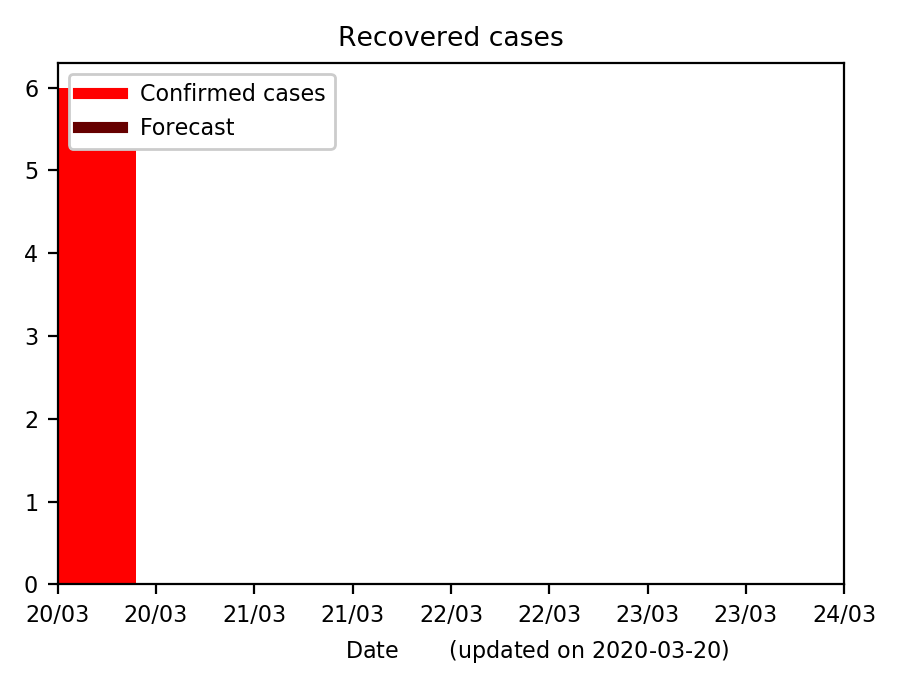 Recovered cases
Confirmed cases
Forecast
6
5
4
3
2
1
0
20/03 20/03 21/03 21/03 22/03 22/03 23/03 23/03 24/03
Date (updated on 2020-03-20)